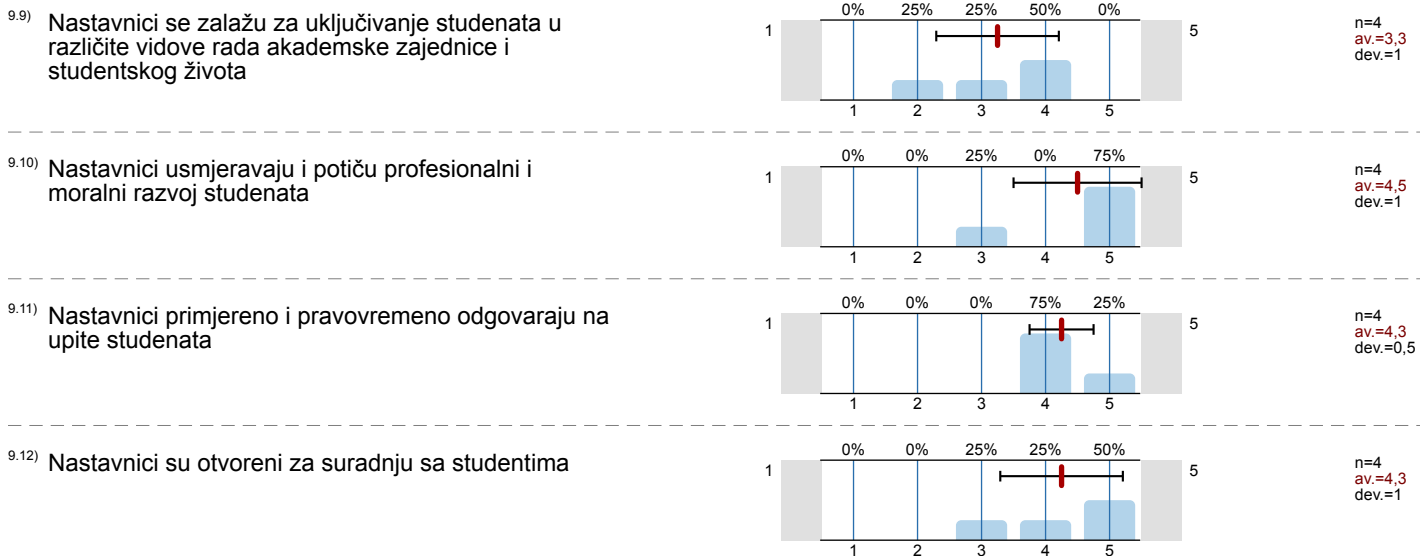 9.9) Nastavnici se zalažu za uključivanje studenata u
različite vidove rada akademske zajednice i
studentskog života
0% 25% 25% 50% 0%
1 5
1 2 3 4 5
n=4
av.=3,3
dev.=1
9.10) Nastavnici usmjeravaju i potiču profesionalni i
moralni razvoj studenata
0% 0% 25% 0% 75%
1 5
1 2 3 4 5
n=4
av.=4,5
dev.=1
9.11) Nastavnici primjereno i pravovremeno odgovaraju na
upite studenata
0% 0% 0% 75% 25%
1 5
1 2 3 4 5
n=4
av.=4,3
dev.=0,5
9.12) Nastavnici su otvoreni za suradnju sa studentima
0% 0% 25% 25% 50%
1 5
1 2 3 4 5
n=4
av.=4,3
dev.=1